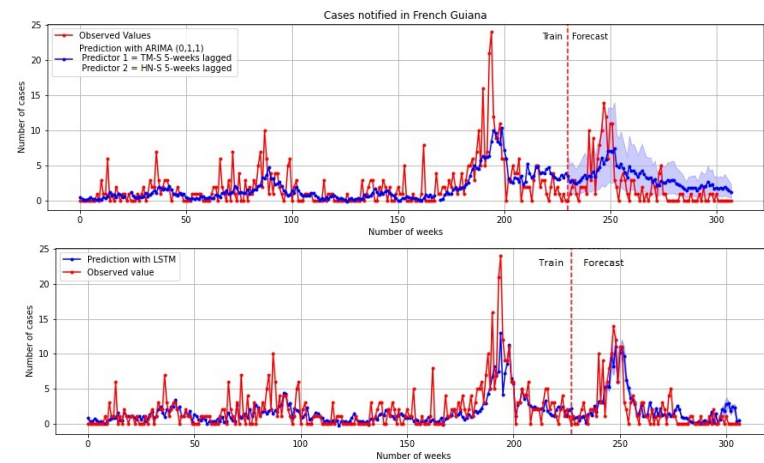 Cases notified in French Guiana
25
20
15
10
5
0
Number of cases
Observed Values
Prediction with ARIMA (0,1,1)
Predictor 1 = TM-S 5-weeks lagged
Predictor 2 = HN-S 5-weeks lagged
Train
Forecast
0
50
100
150
200
250
300
Number of weeks
25
20
15
10
5
0
Number of cases
Prediction with LSTM
Observed value
Train
Forecast
0
50
100
150
200
250
300
Number of weeks